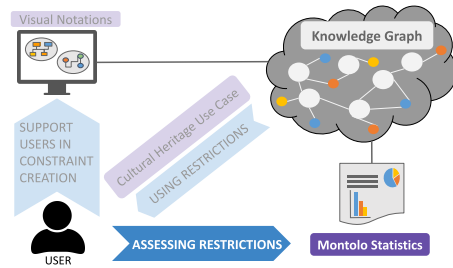 Visual Notations
Knowledge Graph
Cultural Heritage Use Case
USING RESTRICTIONS
SUPPORT
USERS IN
CONSTRAINT
CREATION
USER
ASSESSING RESTRICTIONS
Montolo Statistics